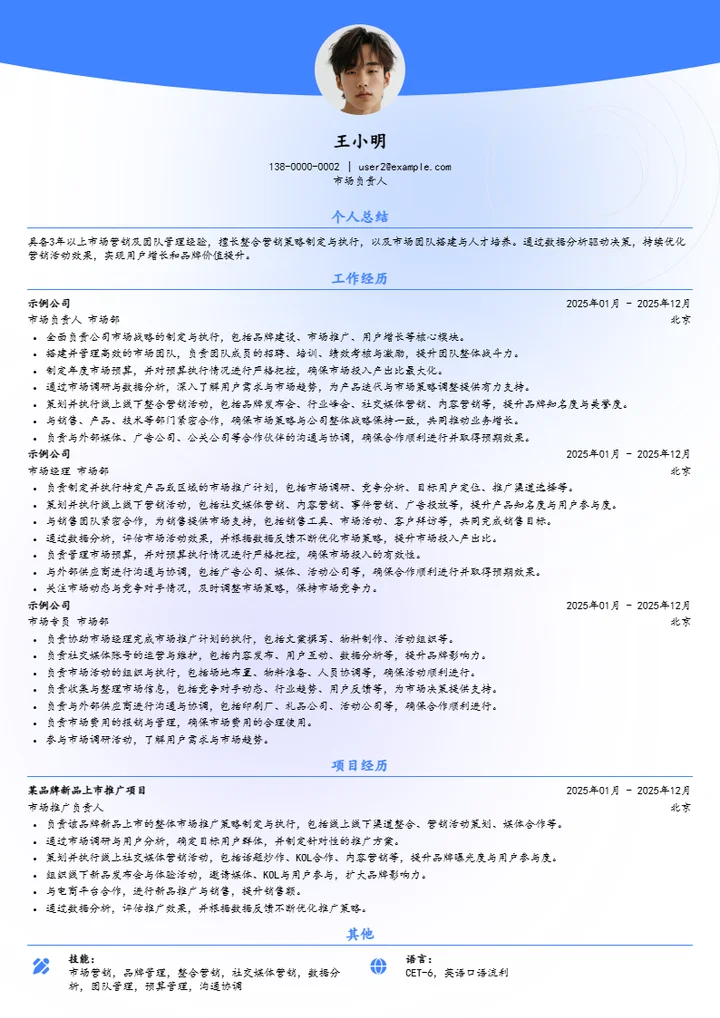 王小明
138-0000-0002 | user2@example.com
市场负责人
个人总结
具备3年以上市场营销及团队管理经验，擅长整合营销策略制定与执行，以及市场团队搭建与人才培养。通过数据分析驱动决策，持续优化
营销活动效果，实现用户增长和品牌价值提升。
工作经历
示例公司 2025年01月 - 2025年12月
市场负责人 市场部 北京
• 全面负责公司市场战略的制定与执行，包括品牌建设、市场推广、用户增长等核心模块。
• 搭建并管理高效的市场团队，负责团队成员的招聘、培训、绩效考核与激励，提升团队整体战斗力。
• 制定年度市场预算，并对预算执行情况进行严格把控，确保市场投入产出比最大化。
• 通过市场调研与数据分析，深入了解用户需求与市场趋势，为产品迭代与市场策略调整提供有力支持。
• 策划并执行线上线下整合营销活动，包括品牌发布会、行业峰会、社交媒体营销、内容营销等，提升品牌知名度与美誉度。
• 与销售、产品、技术等部门紧密合作，确保市场策略与公司整体战略保持一致，共同推动业务增长。
• 负责与外部媒体、广告公司、公关公司等合作伙伴的沟通与协调，确保合作顺利进行并取得预期效果。
示例公司 2025年01月 - 2025年12月
市场经理 市场部 北京
• 负责制定并执行特定产品或区域的市场推广计划，包括市场调研、竞争分析、目标用户定位、推广渠道选择等。
• 策划并执行线上线下营销活动，包括社交媒体营销、内容营销、事件营销、广告投放等，提升产品知名度与用户参与度。
• 与销售团队紧密合作，为销售提供市场支持，包括销售工具、市场活动、客户拜访等，共同完成销售目标。
• 通过数据分析，评估市场活动效果，并根据数据反馈不断优化市场策略，提升市场投入产出比。
• 负责管理市场预算，并对预算执行情况进行严格把控，确保市场投入的有效性。
• 与外部供应商进行沟通与协调，包括广告公司、媒体、活动公司等，确保合作顺利进行并取得预期效果。
• 关注市场动态与竞争对手情况，及时调整市场策略，保持市场竞争力。
示例公司 2025年01月 - 2025年12月
市场专员 市场部 北京
• 负责协助市场经理完成市场推广计划的执行，包括文案撰写、物料制作、活动组织等。
• 负责社交媒体账号的运营与维护，包括内容发布、用户互动、数据分析等，提升品牌影响力。
• 负责市场活动的组织与执行，包括场地布置、物料准备、人员协调等，确保活动顺利进行。
• 负责收集与整理市场信息，包括竞争对手动态、行业趋势、用户反馈等，为市场决策提供支持。
• 负责与外部供应商进行沟通与协调，包括印刷厂、礼品公司、活动公司等，确保合作顺利进行。
• 负责市场费用的报销与管理，确保市场费用的合理使用。
• 参与市场调研活动，了解用户需求与市场趋势。
项目经历
某品牌新品上市推广项目 2025年01月 - 2025年12月
市场推广负责人 北京
• 负责该品牌新品上市的整体市场推广策略制定与执行，包括线上线下渠道整合、营销活动策划、媒体合作等。
• 通过市场调研与用户分析，确定目标用户群体，并制定针对性的推广方案。
• 策划并执行线上社交媒体营销活动，包括话题炒作、KOL合作、内容营销等，提升品牌曝光度与用户参与度。
• 组织线下新品发布会与体验活动，邀请媒体、KOL与用户参与，扩大品牌影响力。
• 与电商平台合作，进行新品推广与销售，提升销售额。
• 通过数据分析，评估推广效果，并根据数据反馈不断优化推广策略。
其他
技能：
市场营销，品牌管理，整合营销，社交媒体营销，数据分
析，团队管理，预算管理，沟通协调
语言：
CET-6，英语口语流利